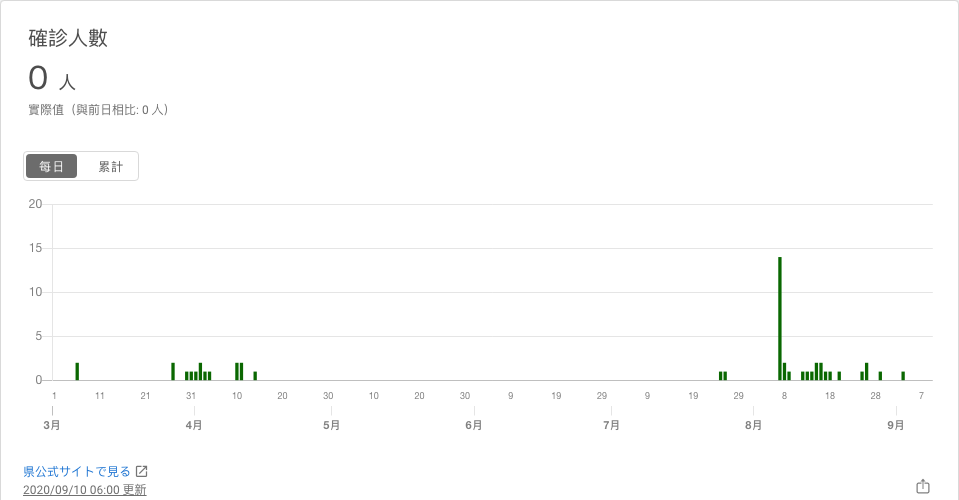 確診人數
0 人
實際值（與前日相比: 0 人）
每日 累計
20
15
10
5
0
1 11 21 31 10 20 30 10 20 30 9 19 29 9 19 29 8 18 28 7
3月 4月 5月 6月 7月 8月 9月
県公式サイトで見る
2020/09/10 06:00 更新